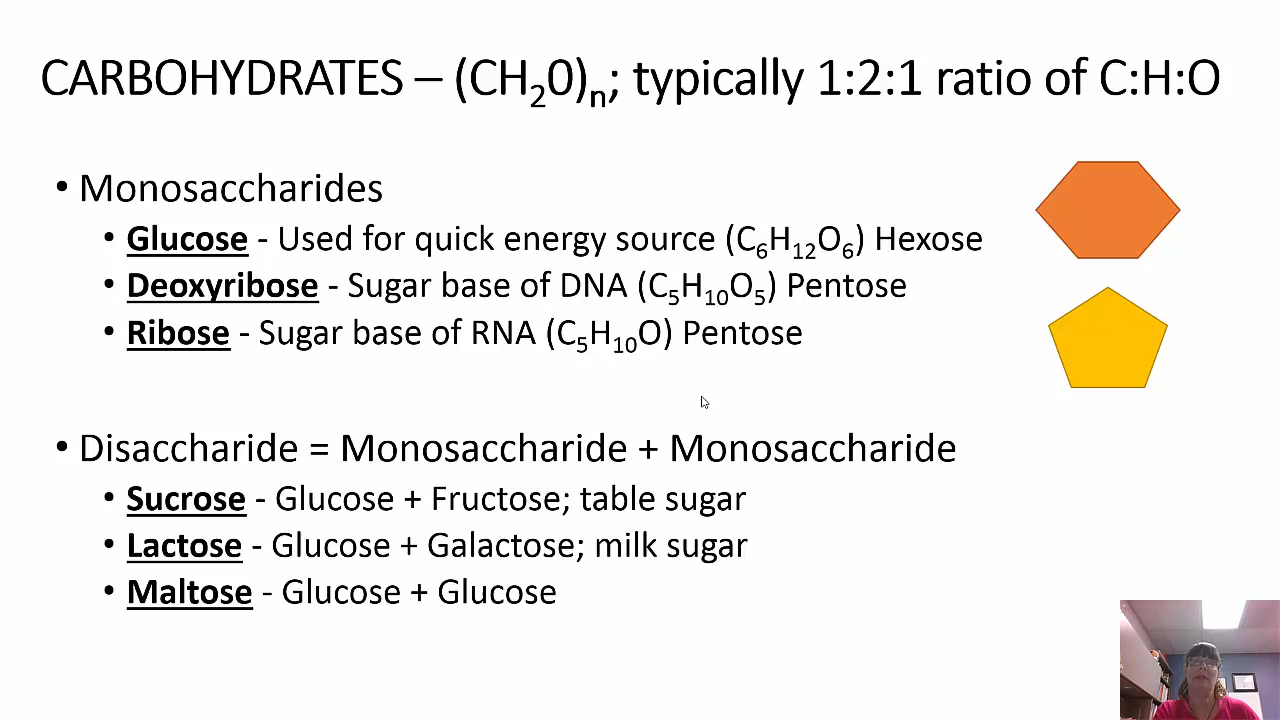 CARBOHYDRATES – (CH₂0)ₙ; typically 1:2:1 ratio of C:H:O
• Monosaccharides
• Glucose - Used for quick energy source (C₆H₁₂O₆) Hexose
• Deoxyribose - Sugar base of DNA (C₅H₁₀O₅) Pentose
• Ribose - Sugar base of RNA (C₅H₁₀O) Pentose
• Disaccharide = Monosaccharide + Monosaccharide
• Sucrose - Glucose + Fructose; table sugar
• Lactose - Glucose + Galactose; milk sugar
• Maltose - Glucose + Glucose